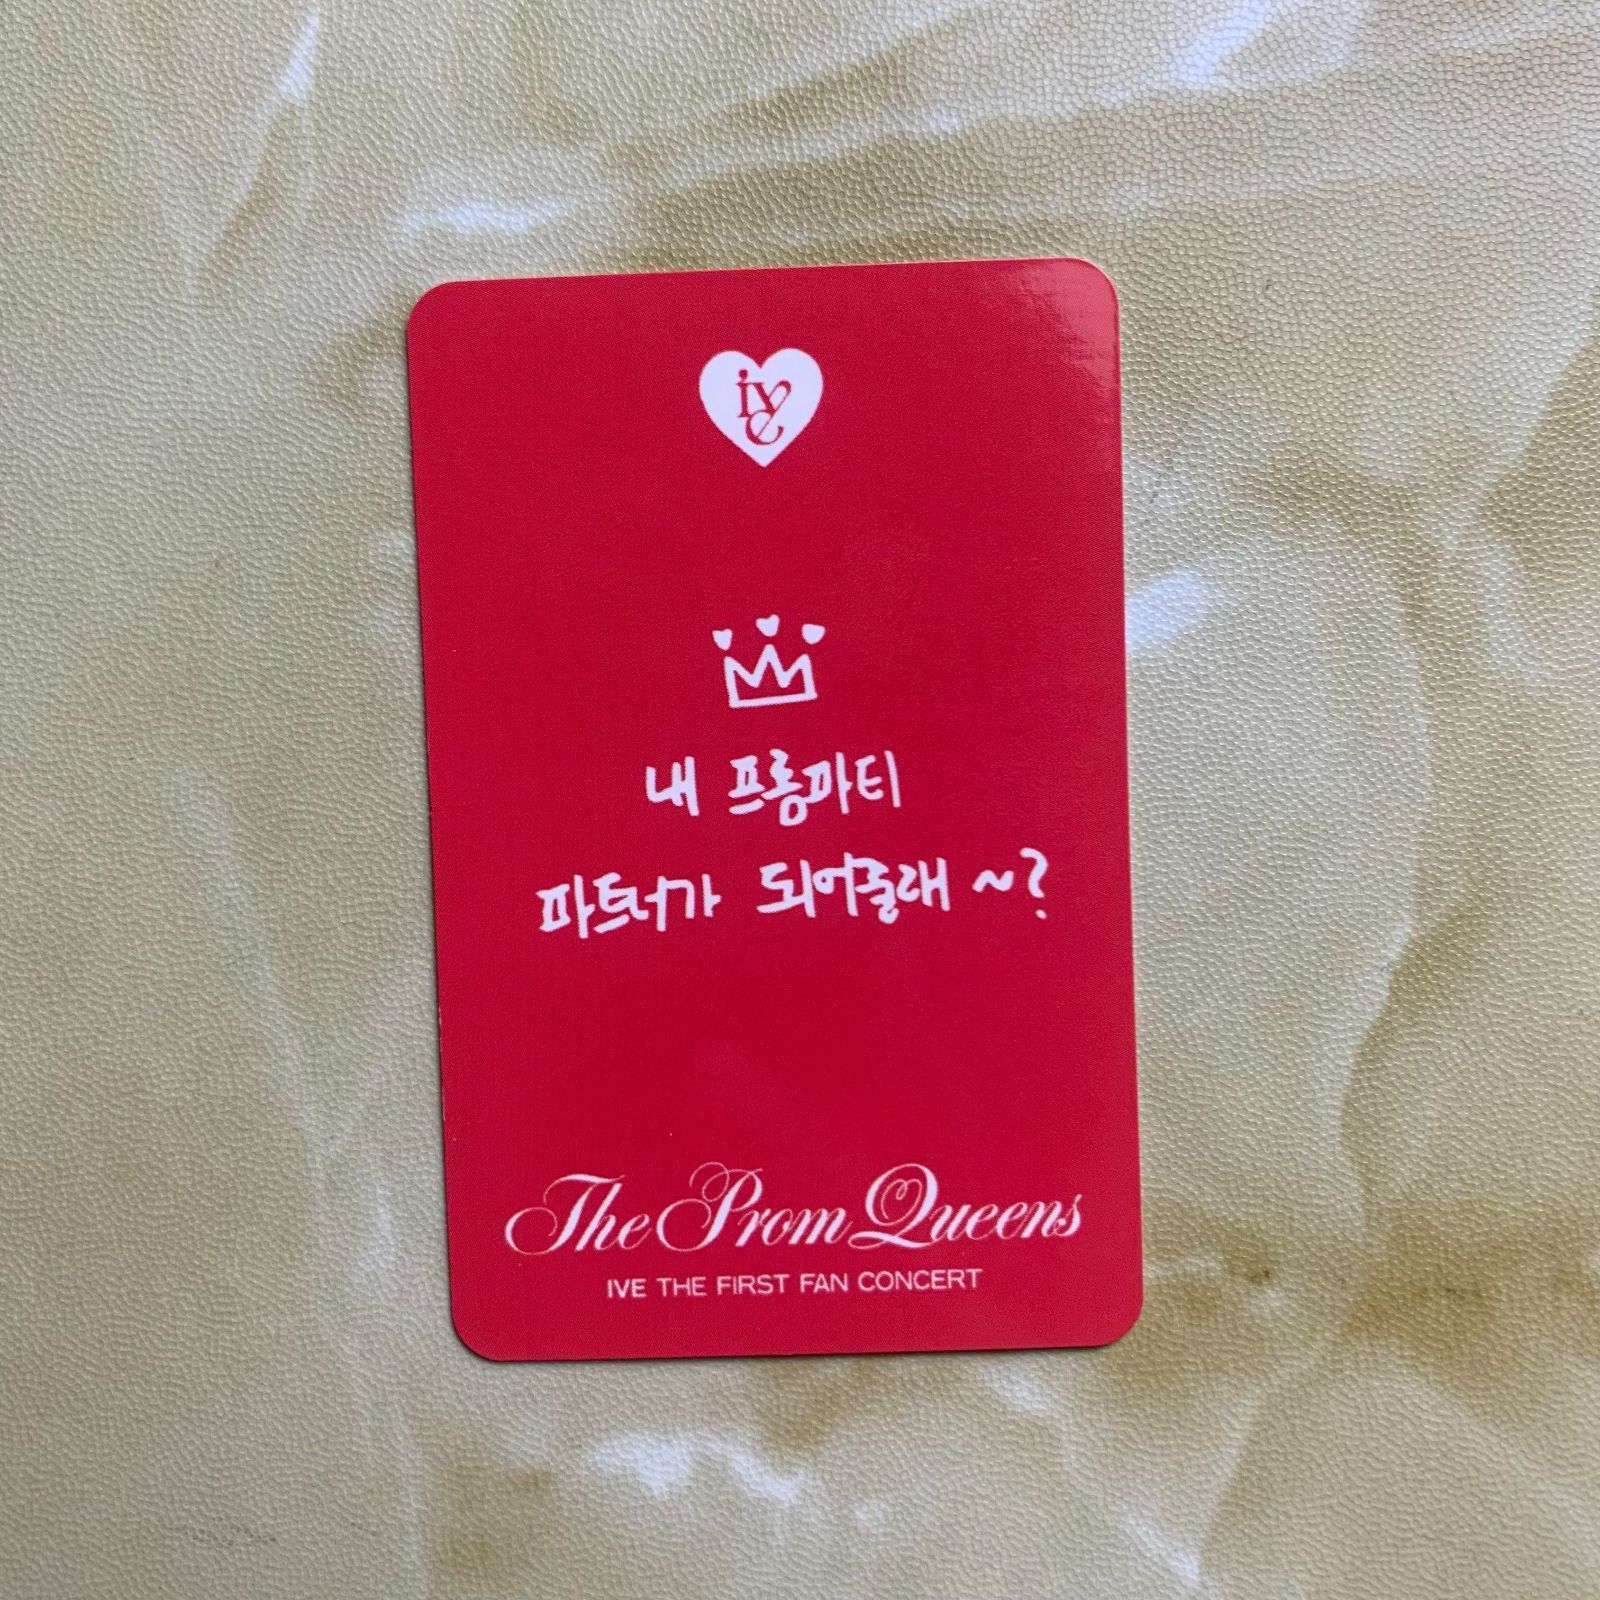 ive
내 프롬파티
파트너가 되어줄래 ~?
The Prom Queens
IVE THE FIRST FAN CONCERT